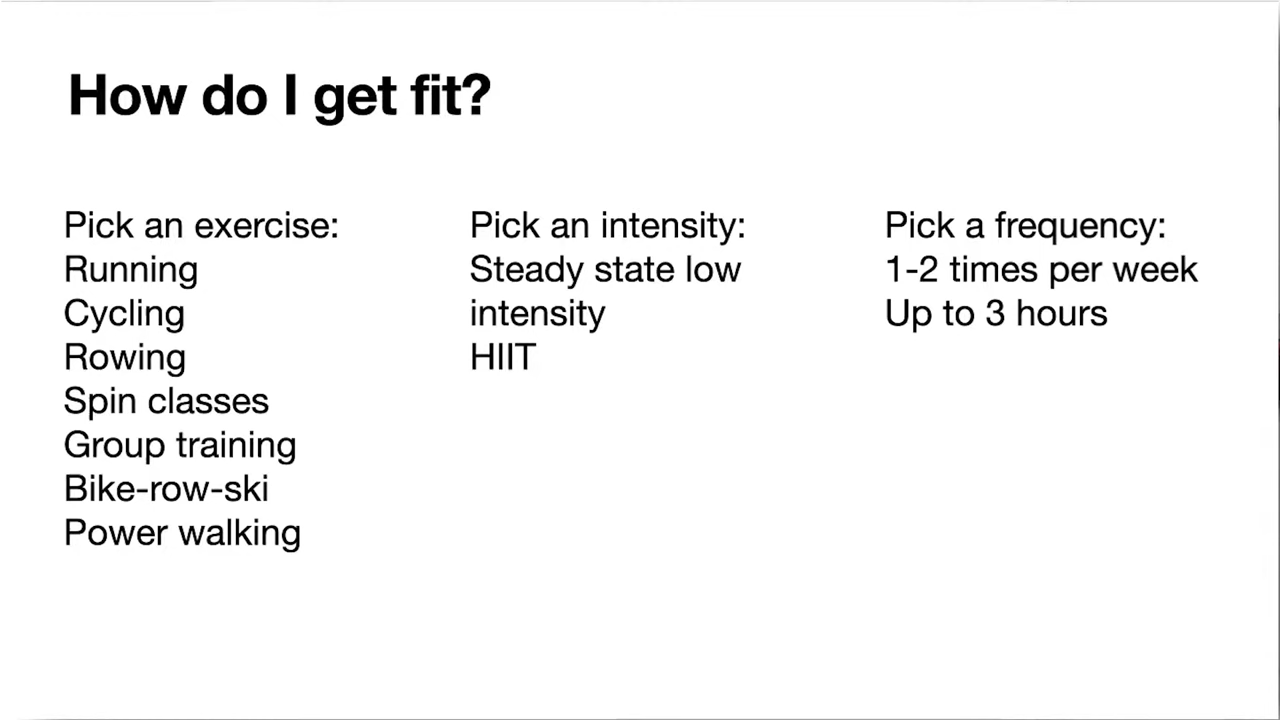 How do I get fit?
Pick an exercise:
Running
Cycling
Rowing
Spin classes
Group training
Bike-row-ski
Power walking
Pick an intensity:
Steady state low
intensity
HIIT
Pick a frequency:
1-2 times per week
Up to 3 hours